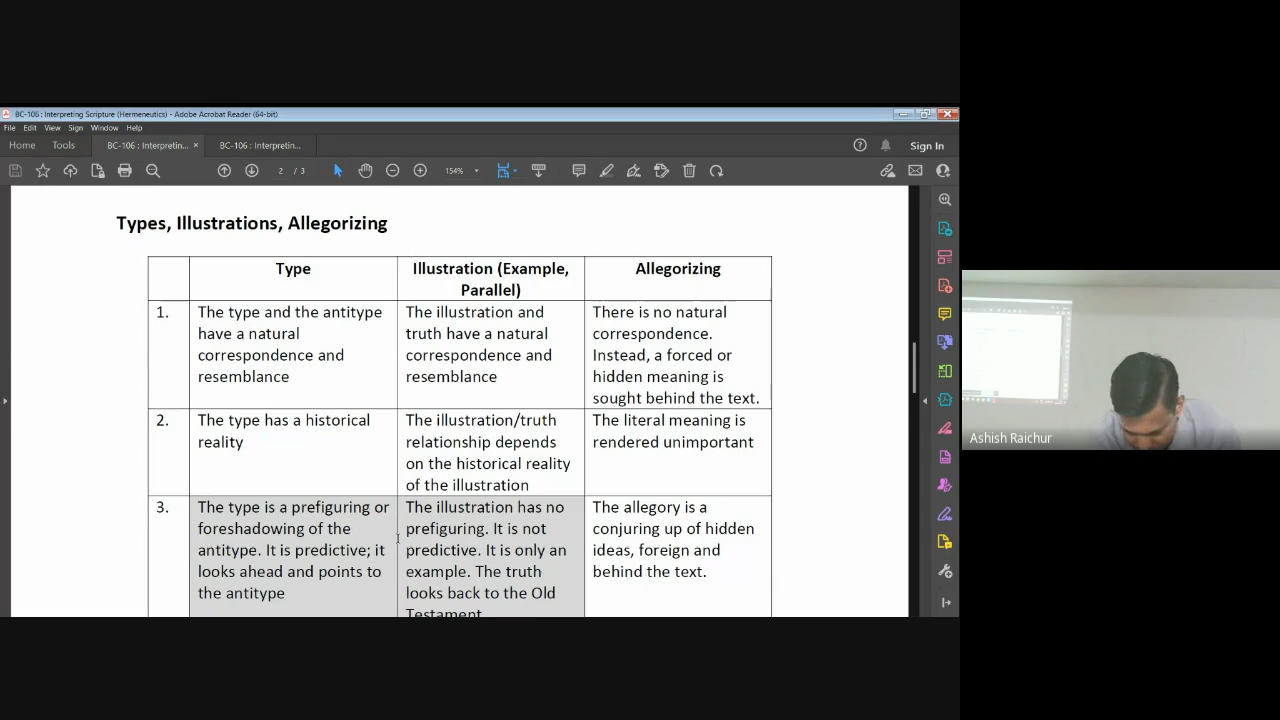 BC-106 : Interpreting Scripture (Hermeneutics) - Adobe Acrobat Reader (64-bit)
File Edit View Sign Window Help
Home Tools BC-106 : Interpretin... × BC-106 : Interpretin... Sign In
2 / 3 154%
Types, Illustrations, Allegorizing
Type Illustration (Example, Allegorizing
Parallel)
1. The type and the antitype The illustration and There is no natural
have a natural truth have a natural correspondence.
correspondence and correspondence and Instead, a forced or
resemblance resemblance hidden meaning is
sought behind the text.
2. The type has a historical The illustration/truth The literal meaning is
reality relationship depends rendered unimportant
on the historical reality
of the illustration
3. The type is a prefiguring or The illustration has no The allegory is a
foreshadowing of the prefiguring. It is not conjuring up of hidden
antitype. It is predictive; it predictive. It is only an ideas, foreign and
looks ahead and points to example. The truth behind the text.
the antitype looks back to the Old
Testament
Ashish Raichur